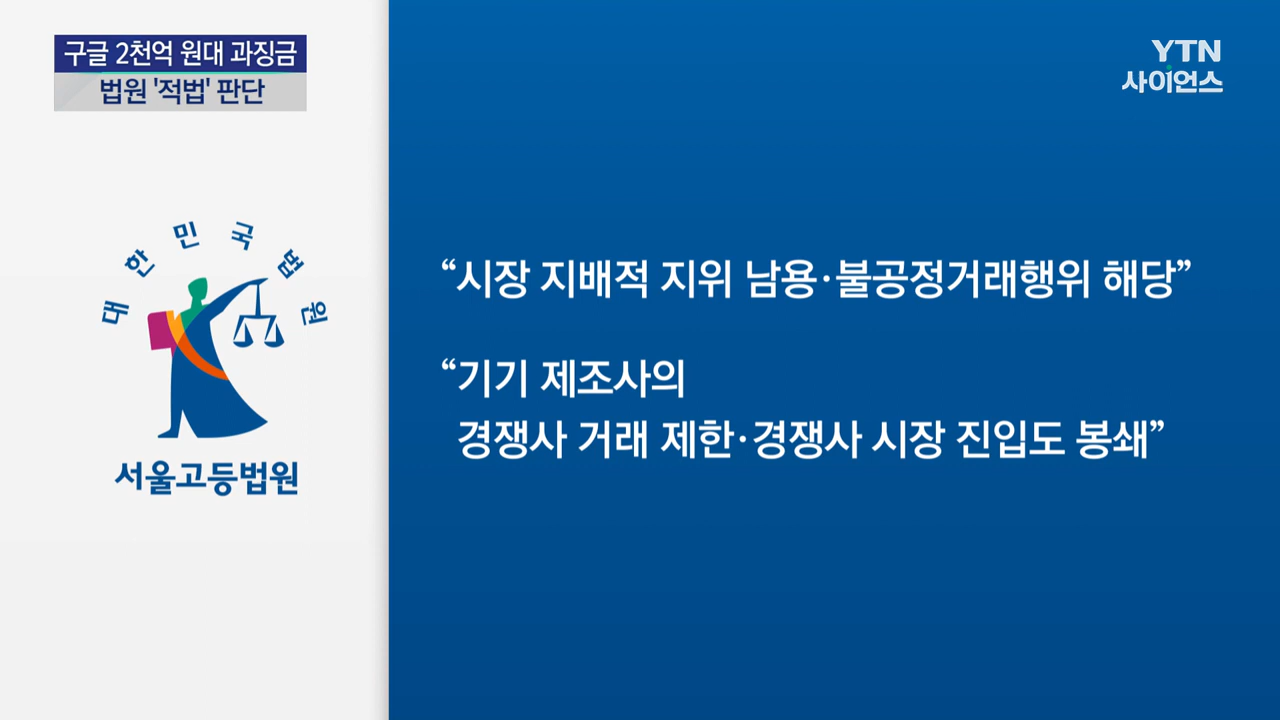 구글 2천억 원대 과징금
법원 '적법' 판단
YTN
사이언스
대한민국법원
서울고등법원
“시장 지배적 지위 남용·불공정거래행위 해당”
“기기 제조사의
경쟁사 거래 제한·경쟁사 시장 진입도 봉쇄”